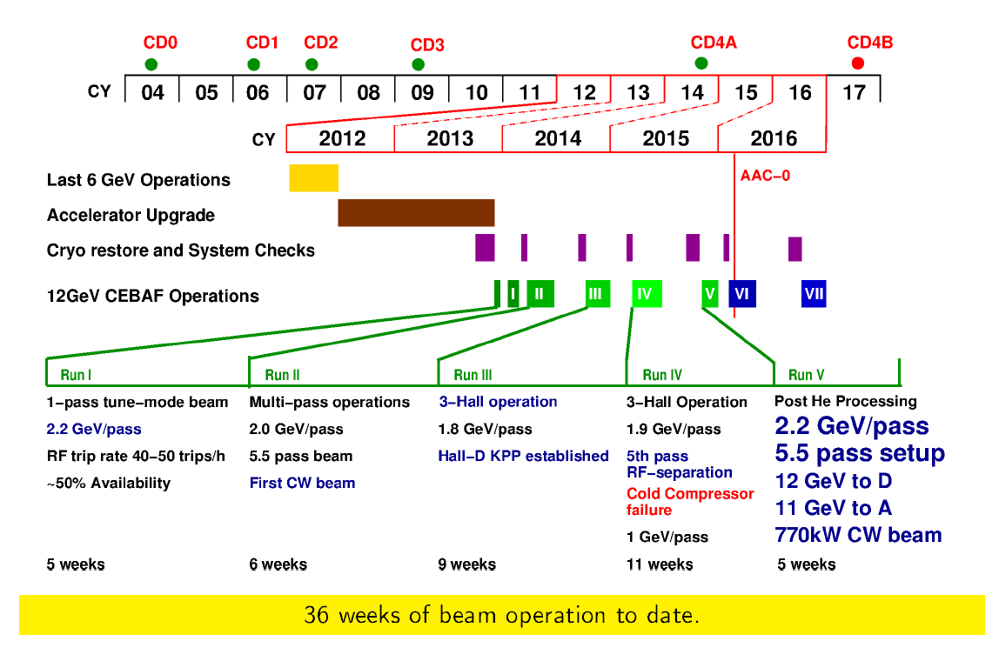 CD0 CD1 CD2 CD3 CD4A CD4B
CY 04 05 06 07 08 09 10 11 12 13 14 15 16 17
CY 2012 2013 2014 2015 2016
AAC−0
Last 6 GeV Operations
Accelerator Upgrade
Cryo restore and System Checks
12GeV CEBAF Operations I II III IV V VI VII
Run I
1−pass tune−mode beam
2.2 GeV/pass
RF trip rate 40−50 trips/h
~50% Availability
5 weeks
Run II
Multi−pass operations
2.0 GeV/pass
5.5 pass beam
First CW beam
6 weeks
Run III
3−Hall operation
1.8 GeV/pass
Hall−D KPP established
9 weeks
Run IV
3−Hall Operation
1.9 GeV/pass
5th pass
RF−separation
Cold Compressor
failure
1 GeV/pass
11 weeks
Run V
Post He Processing
2.2 GeV/pass
5.5 pass setup
12 GeV to D
11 GeV to A
770kW CW beam
5 weeks
36 weeks of beam operation to date.